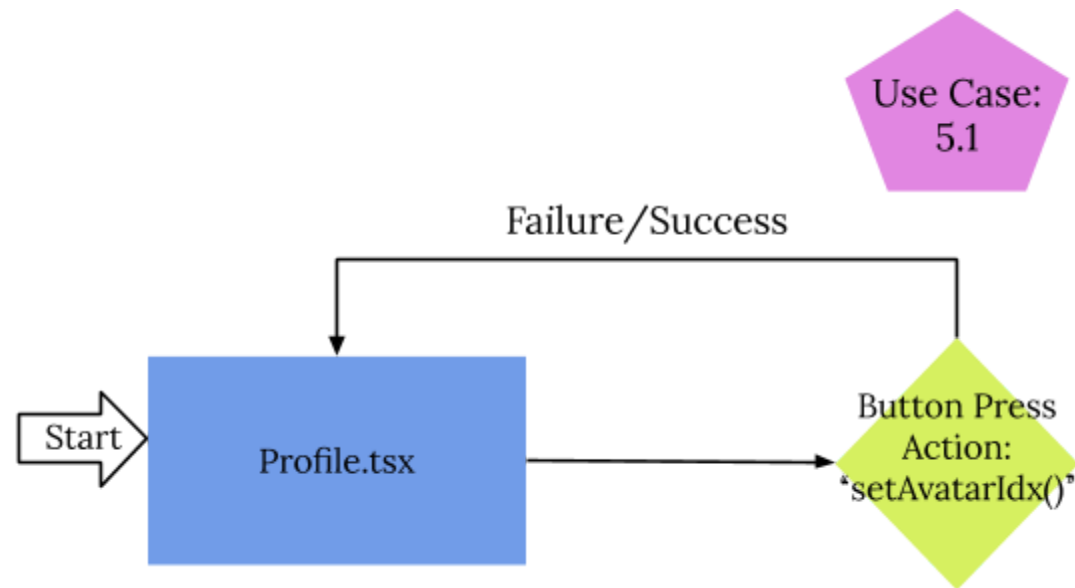 Use Case:
5.1
Failure/Success
Start
Profile.tsx
Button Press
Action:
“setAvatarIdx()”